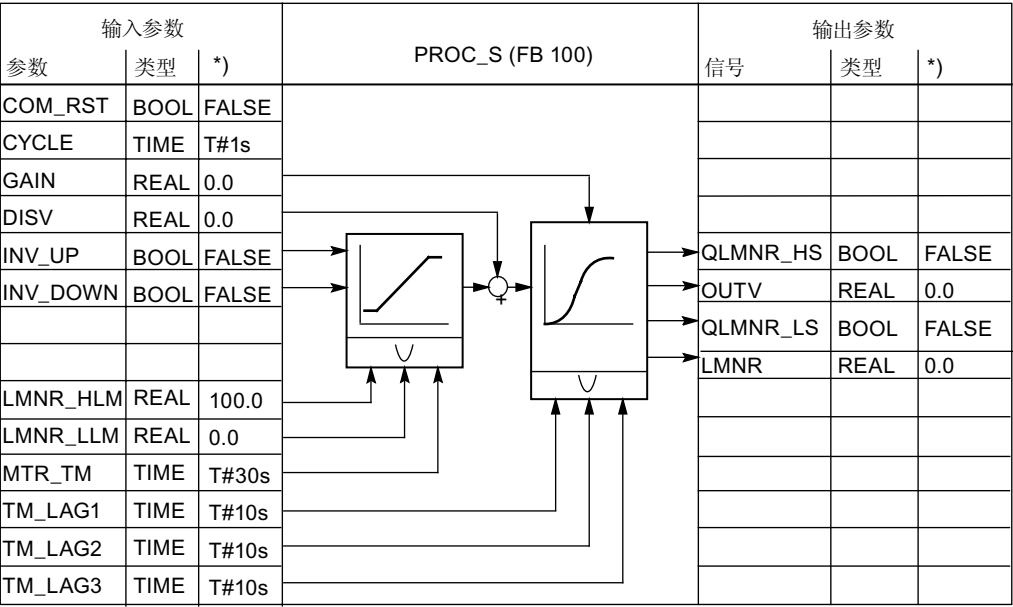 输入参数 PROC_S (FB 100) 输出参数
参数 类型 *) 信号 类型 *)
COM_RST BOOL FALSE
CYCLE TIME T#1s
GAIN REAL 0.0
DISV REAL 0.0
INV_UP BOOL FALSE QLMNR_HS BOOL FALSE
INV_DOWN BOOL FALSE + OUTV REAL 0.0
QLMNR_LS BOOL FALSE
LMNR REAL 0.0
LMNR_HLM REAL 100.0
LMNR_LLM REAL 0.0
MTR_TM TIME T#30s
TM_LAG1 TIME T#10s
TM_LAG2 TIME T#10s
TM_LAG3 TIME T#10s